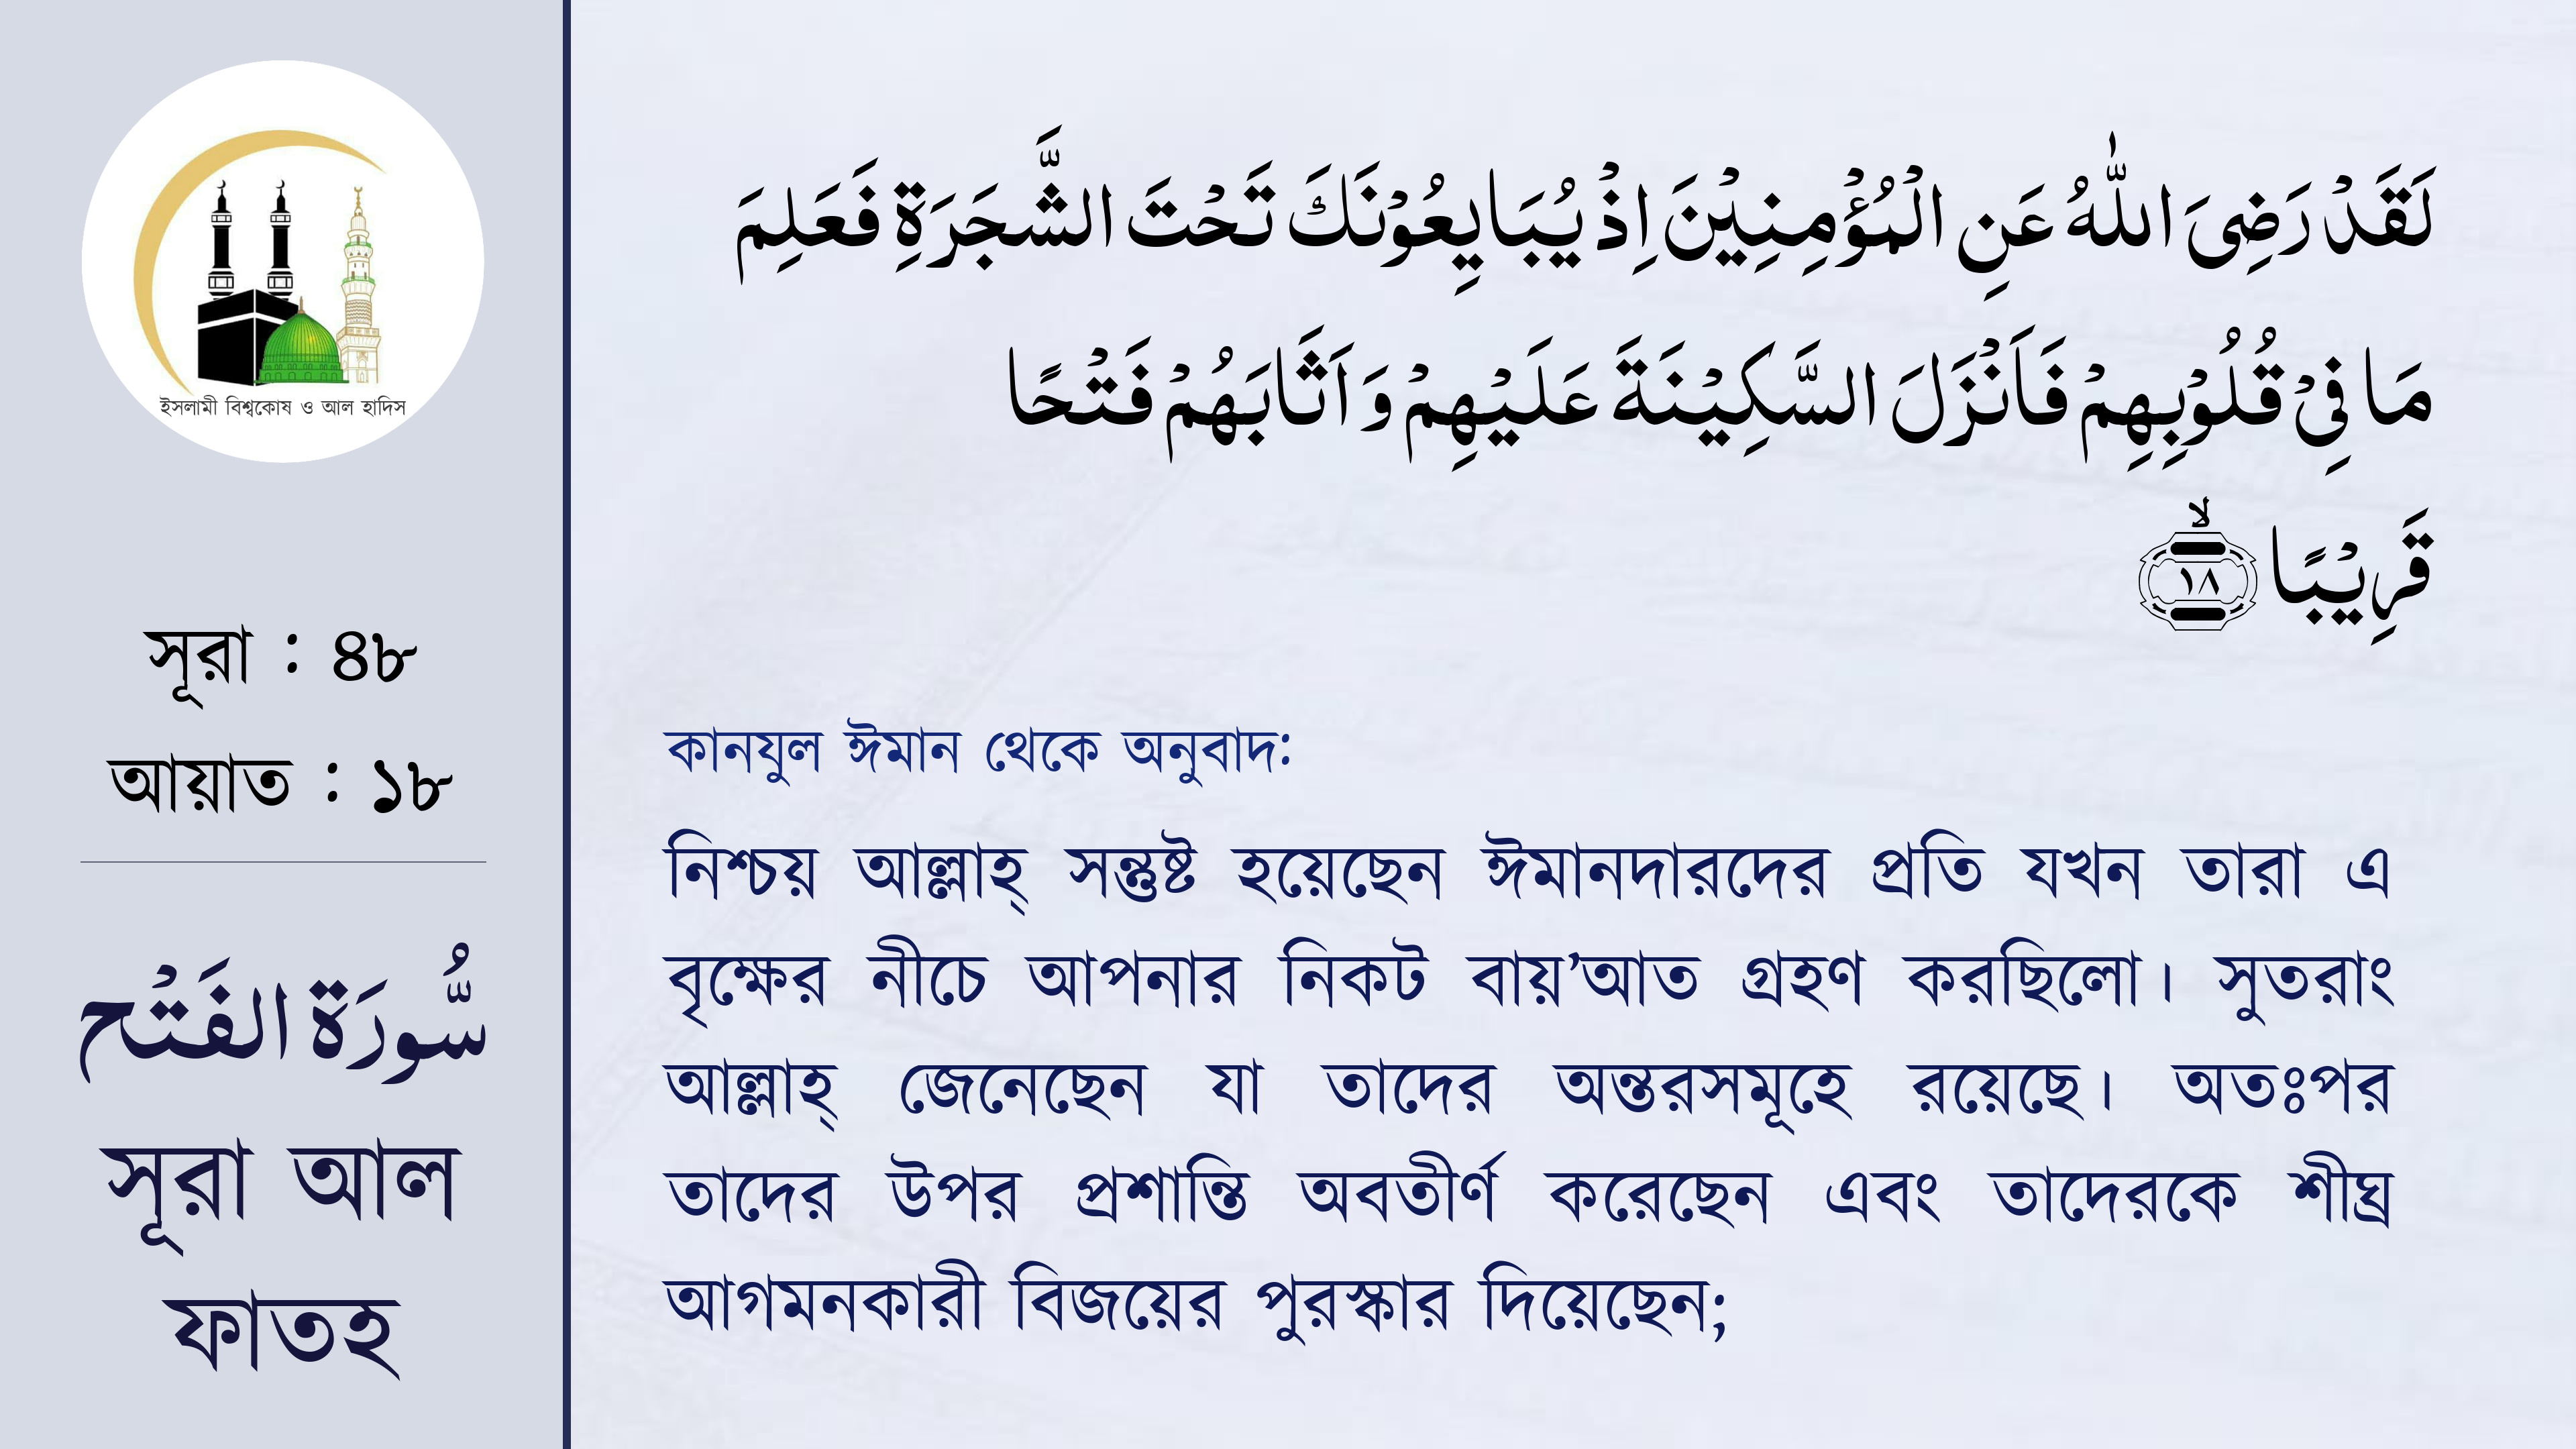 ইসলামী বিশ্বকোষ ও আল হাদিস
সূরা : ৪৮
আয়াত : ১৮
سُّورَة الفَتْح
সূরা আল
ফাতহ
لَقَدْ رَضِیَ اللّٰهُ عَنِ الْمُؤْمِنِیْنَ اِذْ یُبَایِعُوْنَكَ تَحْتَ الشَّجَرَةِ فَعَلِمَ
مَا فِیْ قُلُوْبِهِمْ فَاَنْزَلَ السَّكِیْنَةَ عَلَیْهِمْ وَ اَثَابَهُمْ فَتْحًا
قَرِیْبًا ۙ۝۱۸
কানযুল ঈমান থেকে অনুবাদ:
নিশ্চয় আল্লাহ্ সন্তুষ্ট হয়েছেন ঈমানদারদের প্রতি যখন তারা এ
বৃক্ষের নীচে আপনার নিকট বায়’আত গ্রহণ করছিলো। সুতরাং
আল্লাহ্ জেনেছেন যা তাদের অন্তরসমূহে রয়েছে। অতঃপর
তাদের উপর প্রশান্তি অবতীর্ণ করেছেন এবং তাদেরকে শীঘ্র
আগমনকারী বিজয়ের পুরস্কার দিয়েছেন;